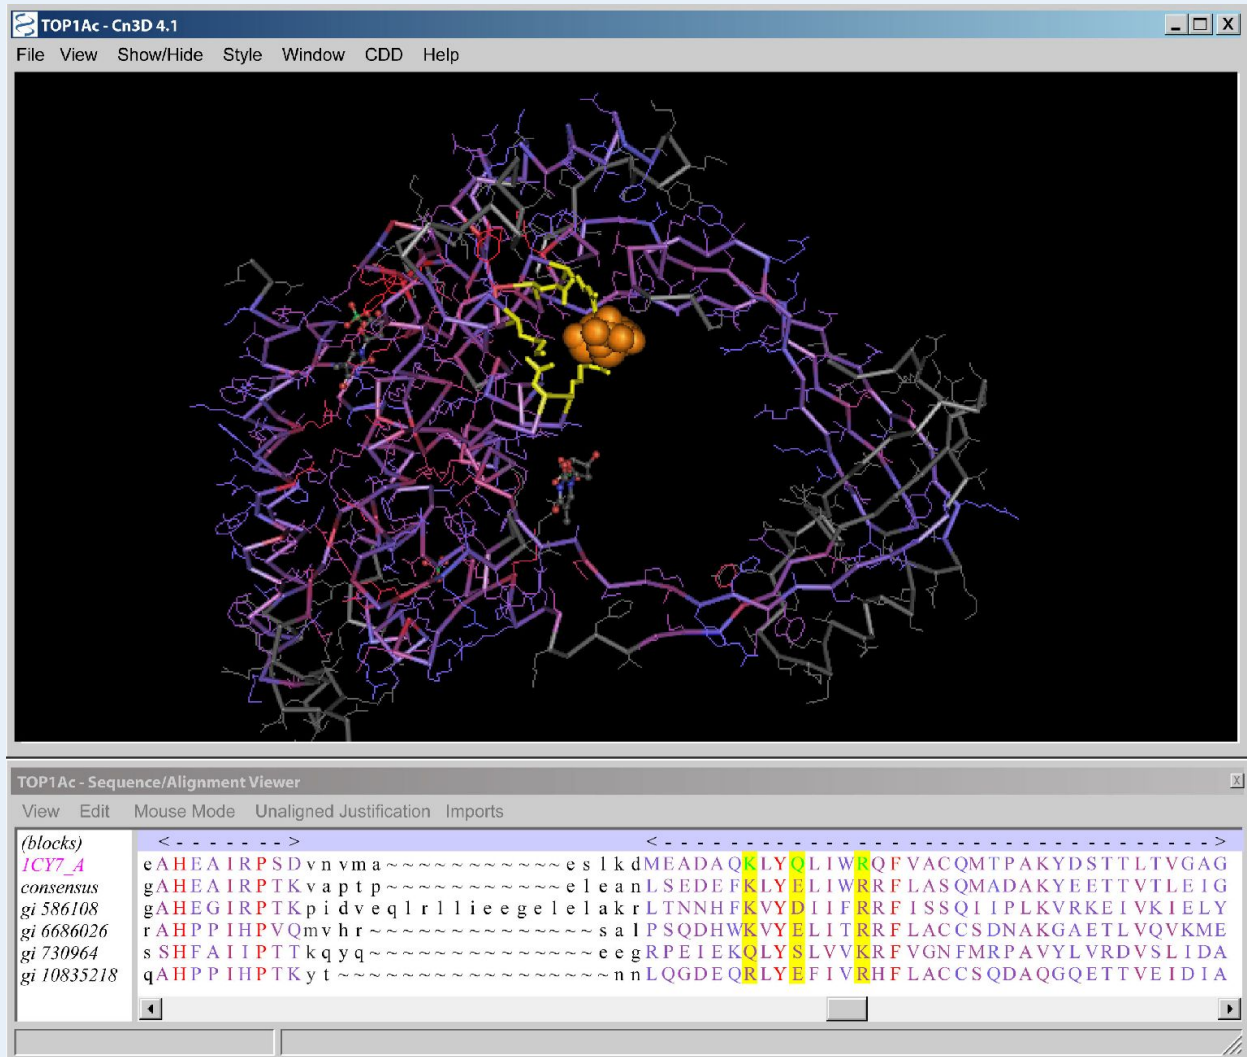 TOP1Ac - Cn3D 4.1
File View Show/Hide Style Window CDD Help
TOP1Ac - Sequence/Alignment Viewer
View Edit Mouse Mode Unaligned Justification Imports
(blocks) < - - - - - - - > < - - - - - - - - - - - - - - - - - - - - - - - - - - - - - - - - - - - >
1CY7_A eAHEAIRPSDvnvma~~~~~~~~~~~eslkdMEADAQKLYQLIWRQFVACQMTPAKYDSTTLTVGAG
consensus gAHEAIRPTKvaptp~~~~~~~~~~~eleanLSEDEFKLYELIWRRFLASQMADAKYEETTVTLEIG
gi 586108 gAHEGIRPTKpidveqlrllieegelelakrLTNNHFKVYDIIFRRFISSQIIPLKVRKEIVKIELY
gi 6686026 rAHPPIHPVQmvhr~~~~~~~~~~~~~~salPSQDHWKVYELITRRFLACCSDNAKGAETLVQVKME
gi 730964 sSHFAIIPTTkqyq~~~~~~~~~~~~~~eegRPEIEKQLYSLVVKRFVGNFMRPAVYLVRDVSLIDA
gi 10835218 qAHPPIHPTKyt~~~~~~~~~~~~~~~~~nnLQGDEQRLYEFIVRHFLACCSQDAQGQETTVEIDIA